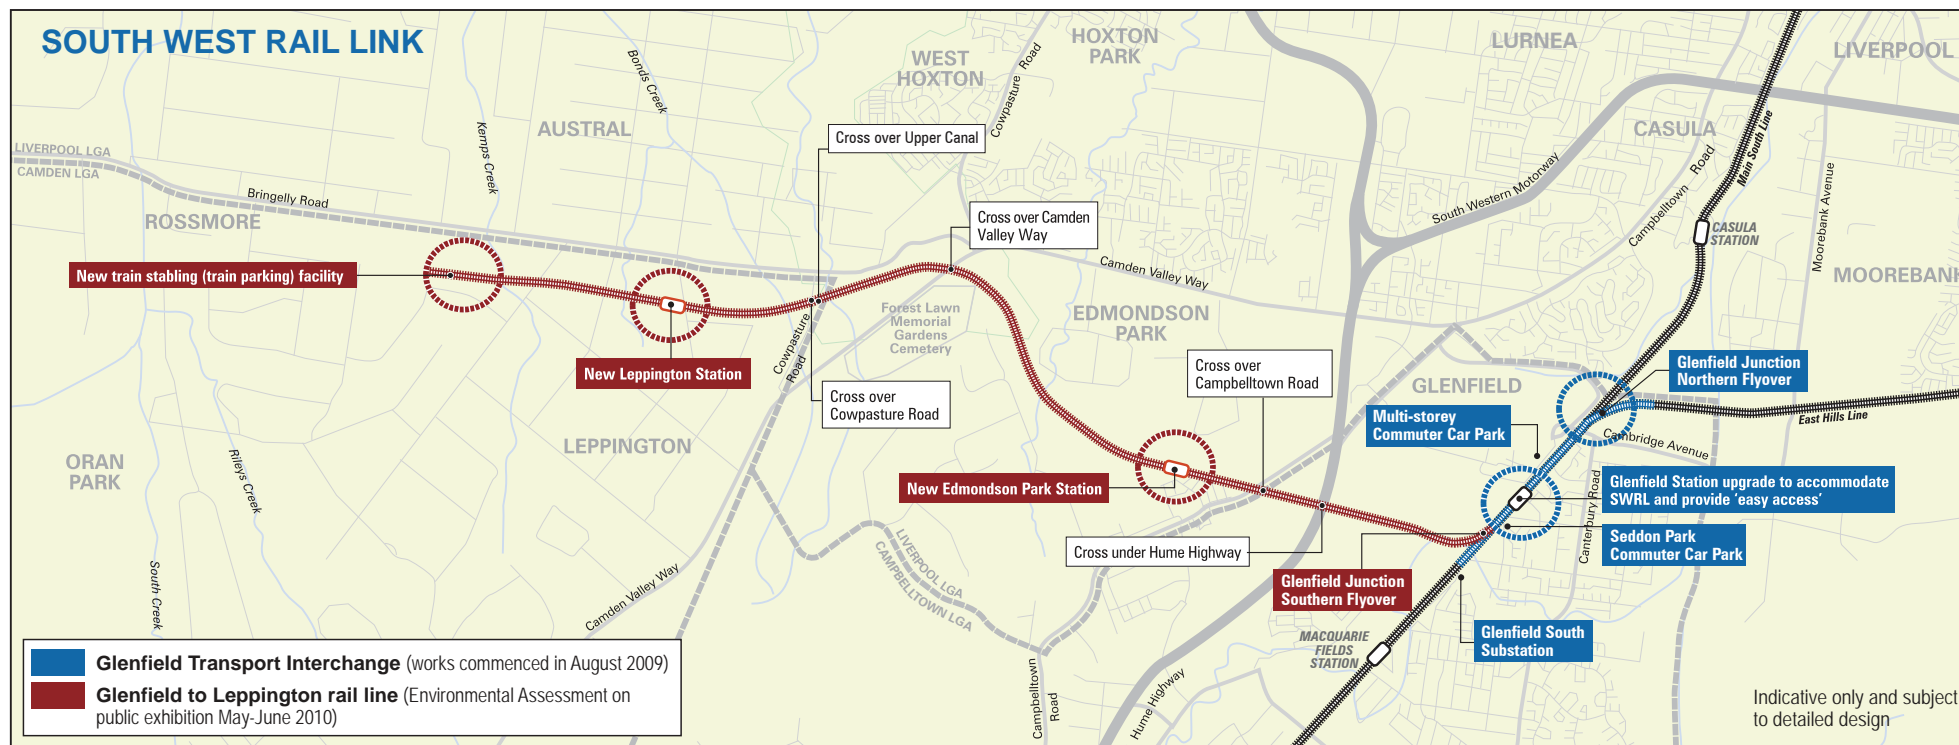 SOUTH WEST RAIL LINK
WEST
HOXTON
HOXTON
PARK
LURNEA
LIVERPOOL
Bonds Creek
Cowpasture Road
AUSTRAL
Kemps Creek
Cross over Upper Canal
CASULA
Main South Line
LIVERPOOL LGA
CAMDEN LGA
Bringelly Road
ROSSMORE
Cross over Camden
Valley Way
South Western Motorway
Campbelltown Road
Moorebank Avenue
CASULA
STATION
New train stabling (train parking) facility
Camden Valley Way
MOOREBANK
Forest Lawn
Memorial
Gardens
Cemetery
EDMONDSON
PARK
Cowpasture
Road
New Leppington Station
Cross over
Cowpasture Road
Cross over
Campbelltown Road
GLENFIELD
Glenfield Junction
Northern Flyover
Multi-storey
Commuter Car Park
East Hills Line
Cambridge Avenue
LEPPINGTON
ORAN
PARK
Rileys Creek
New Edmondson Park Station
Glenfield Station upgrade to accommodate
SWRL and provide ‘easy access’
Canterbury Road
Seddon Park
Commuter Car Park
Cross under Hume Highway
LIVERPOOL LGA
CAMPBELLTOWN LGA
Glenfield Junction
Southern Flyover
South Creek
Camden Valley Way
Glenfield South
Substation
MACQUARIE
FIELDS
STATION
Campbelltown
Road
Hume Highway
Glenfield Transport Interchange (works commenced in August 2009)
Glenfield to Leppington rail line (Environmental Assessment on
public exhibition May-June 2010)
Indicative only and subject
to detailed design